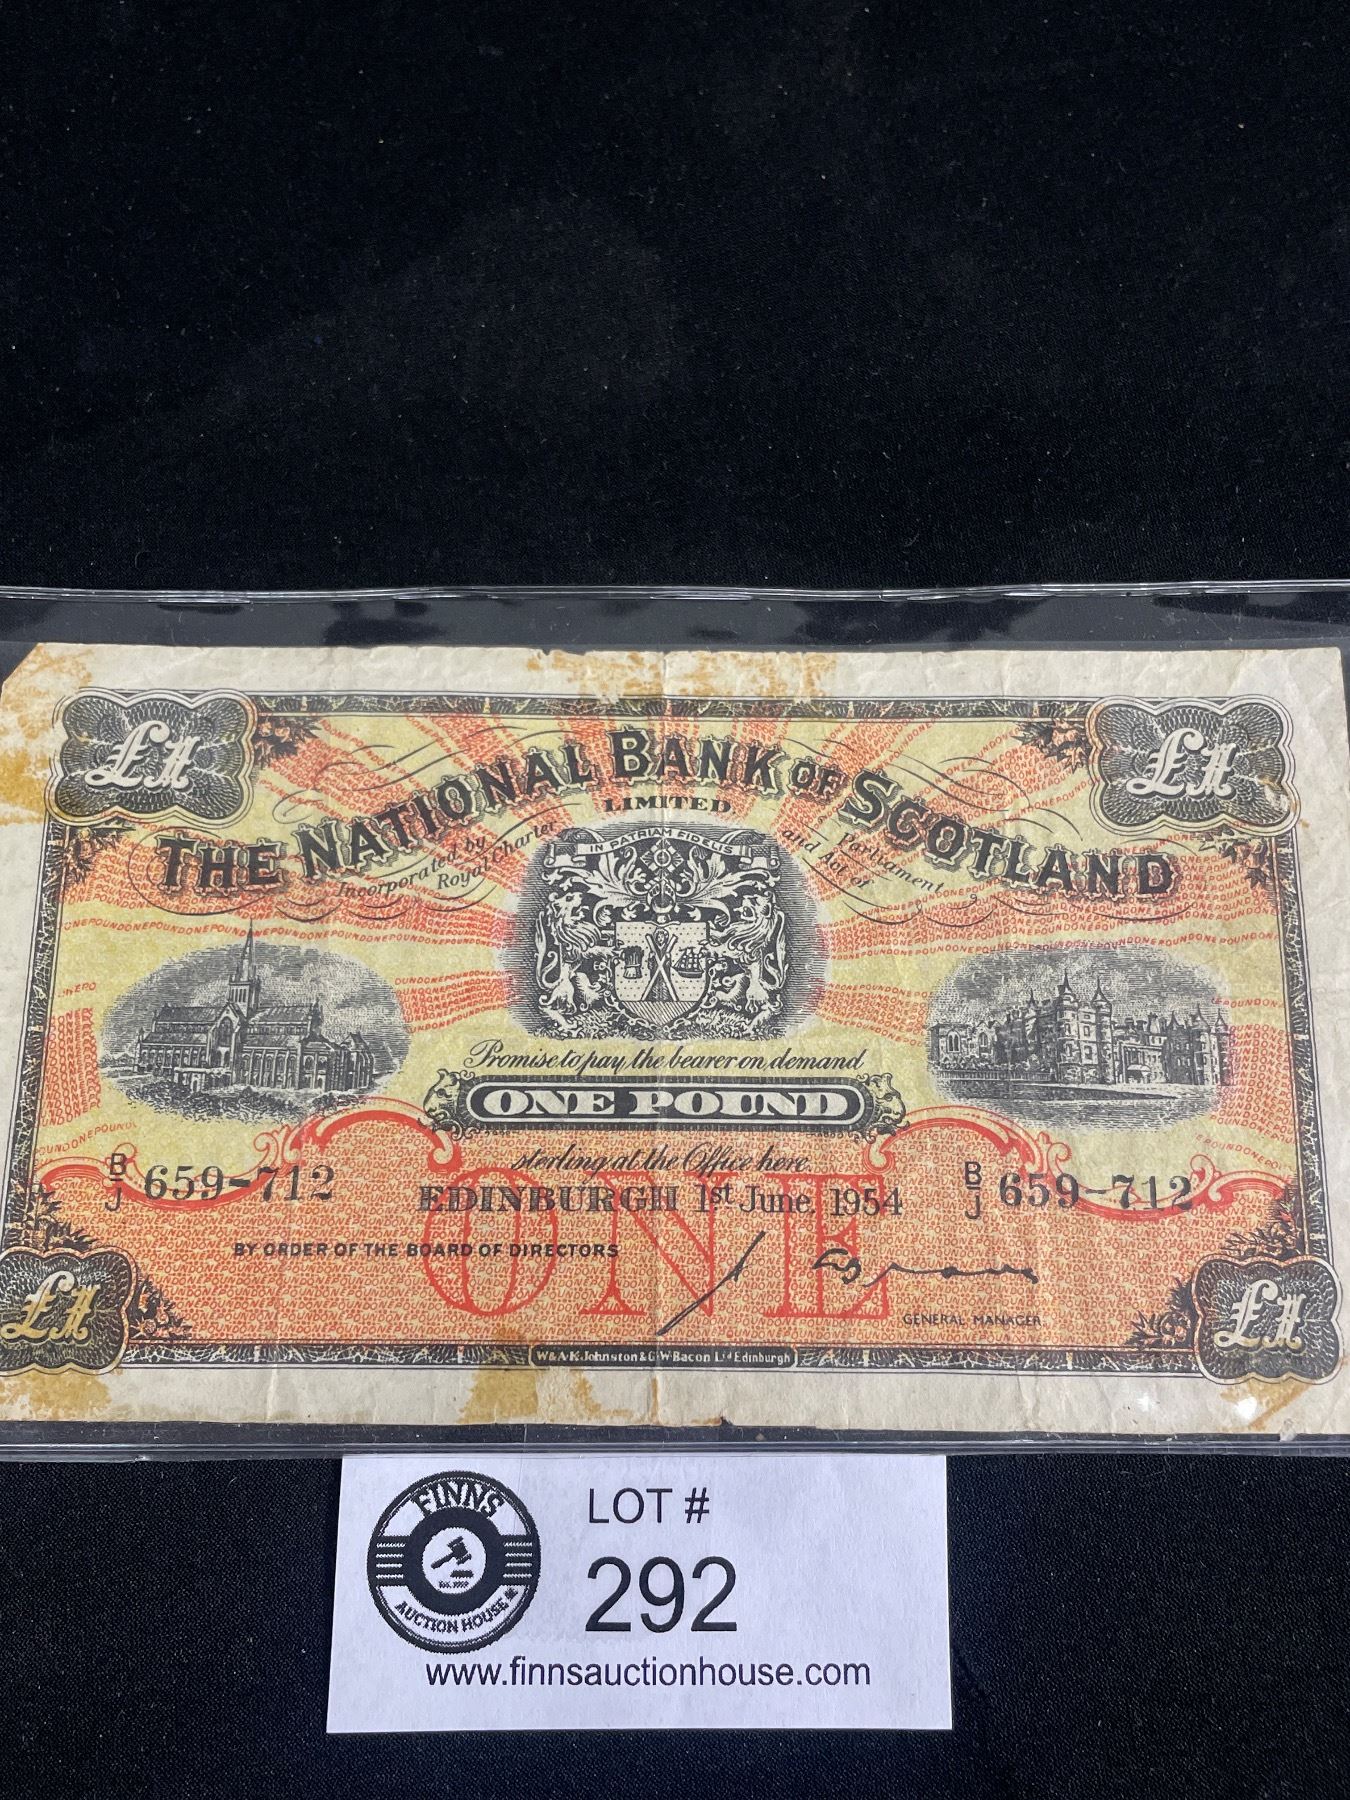 £1 £1
THE NATIONAL BANK OF SCOTLAND
LIMITED
Incorporated by Royal Charter
and Act of Parliament
IN PATRIAM FIDELIS
Promise to pay the bearer on demand
ONE POUND
sterling at the Office here
B/J 659-712
EDINBURGH 1st June, 1954
B/J 659-712
BY ORDER OF THE BOARD OF DIRECTORS
ONE
GENERAL MANAGER
£1 £1
W & A·K·Johnston & G·W·Bacon Ltd Edinburgh
FINNS
AUCTION HOUSE
LOT #
292
www.finnsauctionhouse.com